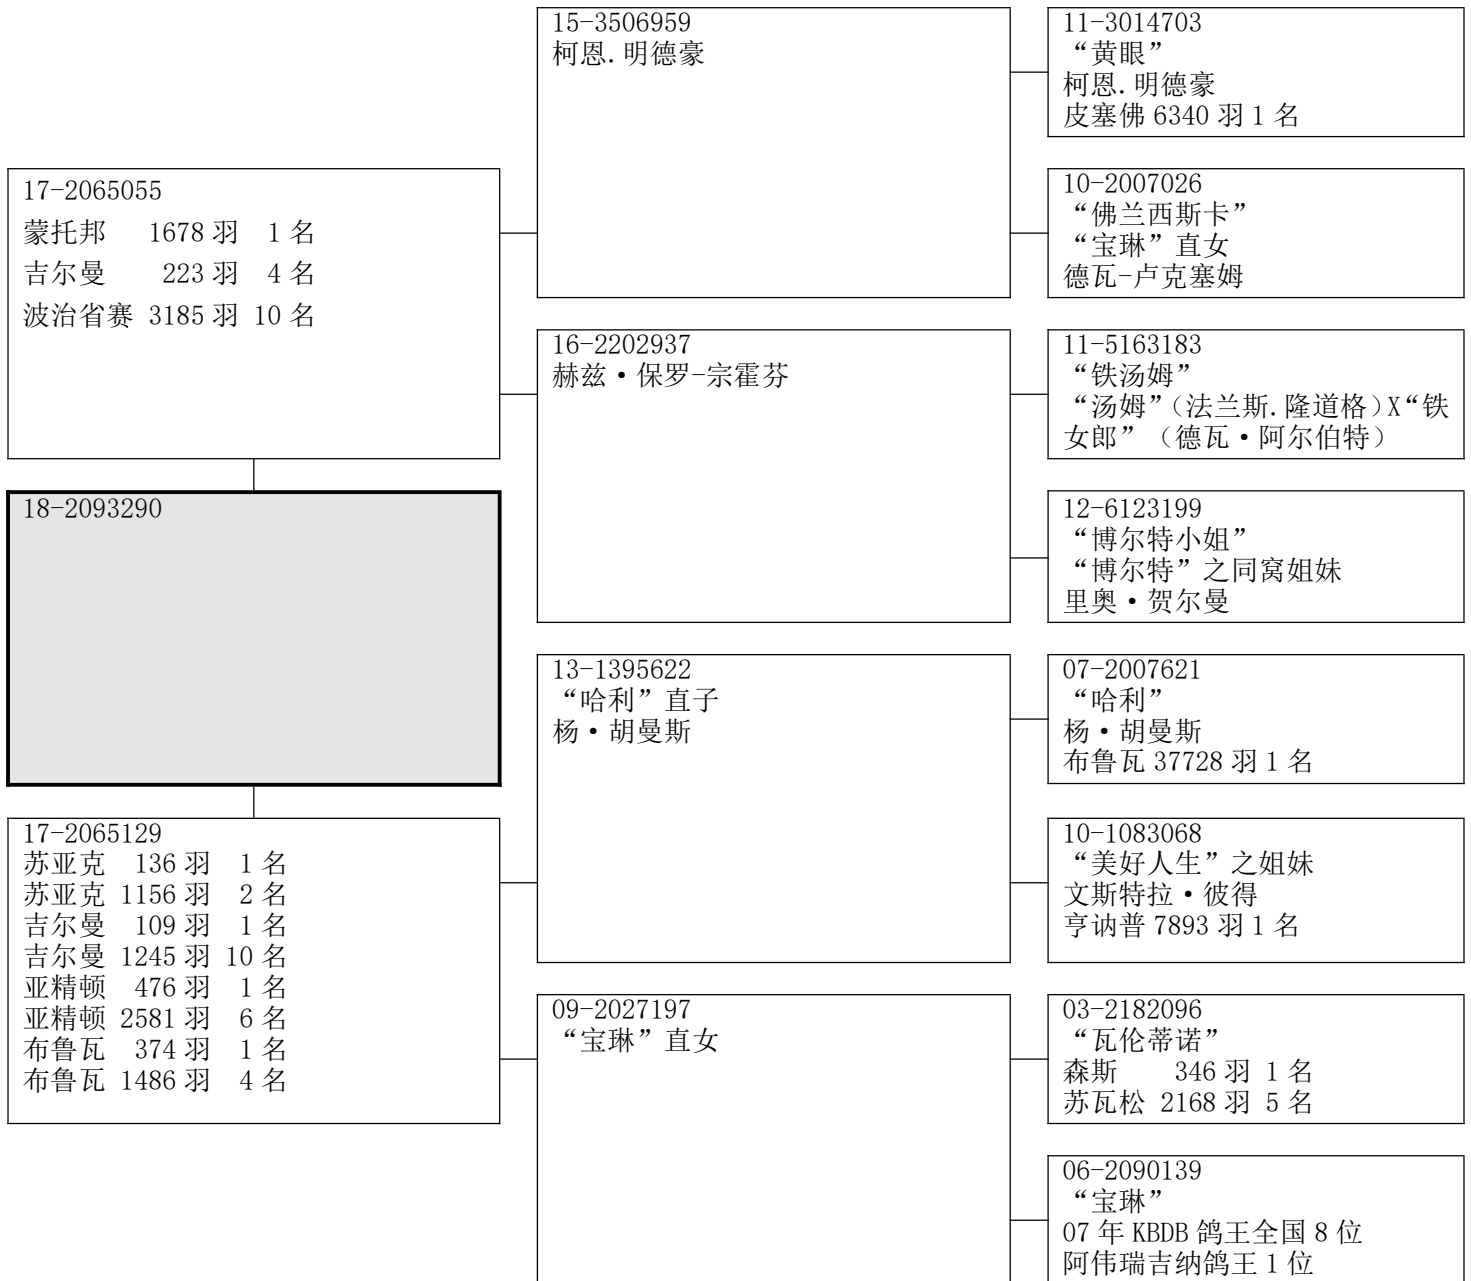 15-3506959
柯恩.明德豪
11-3014703
“黄眼”
柯恩.明德豪
皮塞佛 6340 羽 1 名
17-2065055
蒙托邦 1678 羽 1 名
吉尔曼 223 羽 4 名
波治省赛 3185 羽 10 名
10-2007026
“佛兰西斯卡”
“宝琳”直女
德瓦-卢克塞姆
16-2202937
赫兹·保罗-宗霍芬
11-5163183
“铁汤姆”
“汤姆”（法兰斯.隆道格）X“铁
女郎”（德瓦·阿尔伯特）
18-2093290
12-6123199
“博尔特小姐”
“博尔特”之同窝姐妹
里奥·贺尔曼
13-1395622
“哈利”直子
杨·胡曼斯
07-2007621
“哈利”
杨·胡曼斯
布鲁瓦 37728 羽 1 名
17-2065129
苏亚克 136 羽 1 名
苏亚克 1156 羽 2 名
吉尔曼 109 羽 1 名
吉尔曼 1245 羽 10 名
亚精顿 476 羽 1 名
亚精顿 2581 羽 6 名
布鲁瓦 374 羽 1 名
布鲁瓦 1486 羽 4 名
10-1083068
“美好人生”之姐妹
文斯特拉·彼得
亨讷普 7893 羽 1 名
09-2027197
“宝琳”直女
03-2182096
“瓦伦蒂诺”
森斯 346 羽 1 名
苏瓦松 2168 羽 5 名
06-2090139
“宝琳”
07 年 KBDB 鸽王全国 8 位
阿伟瑞吉纳鸽王 1 位